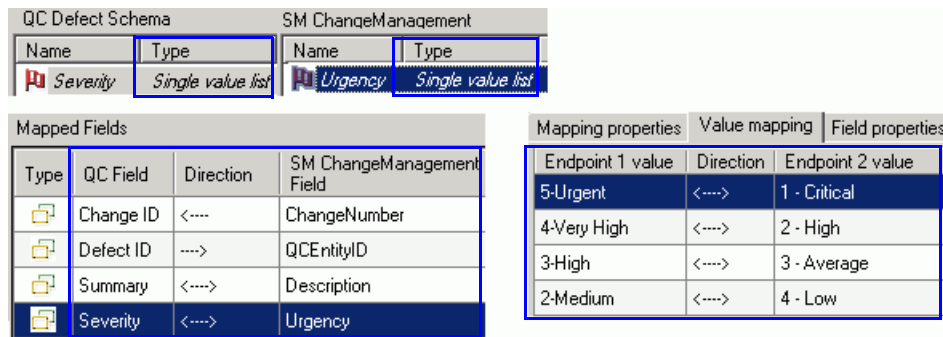 QC Defect Schema
Name Type
Severity Single value list
SM ChangeManagement
Name Type
Urgency Single value list
Mapped Fields
Type QC Field Direction SM ChangeManagement Field
Change ID <---- ChangeNumber
Defect ID ----> QCEntityID
Summary <----> Description
Severity <----> Urgency
Mapping properties Value mapping Field properties
Endpoint 1 value Direction Endpoint 2 value
5-Urgent <----> 1 - Critical
4-Very High <----> 2 - High
3-High <----> 3 - Average
2-Medium <----> 4 - Low